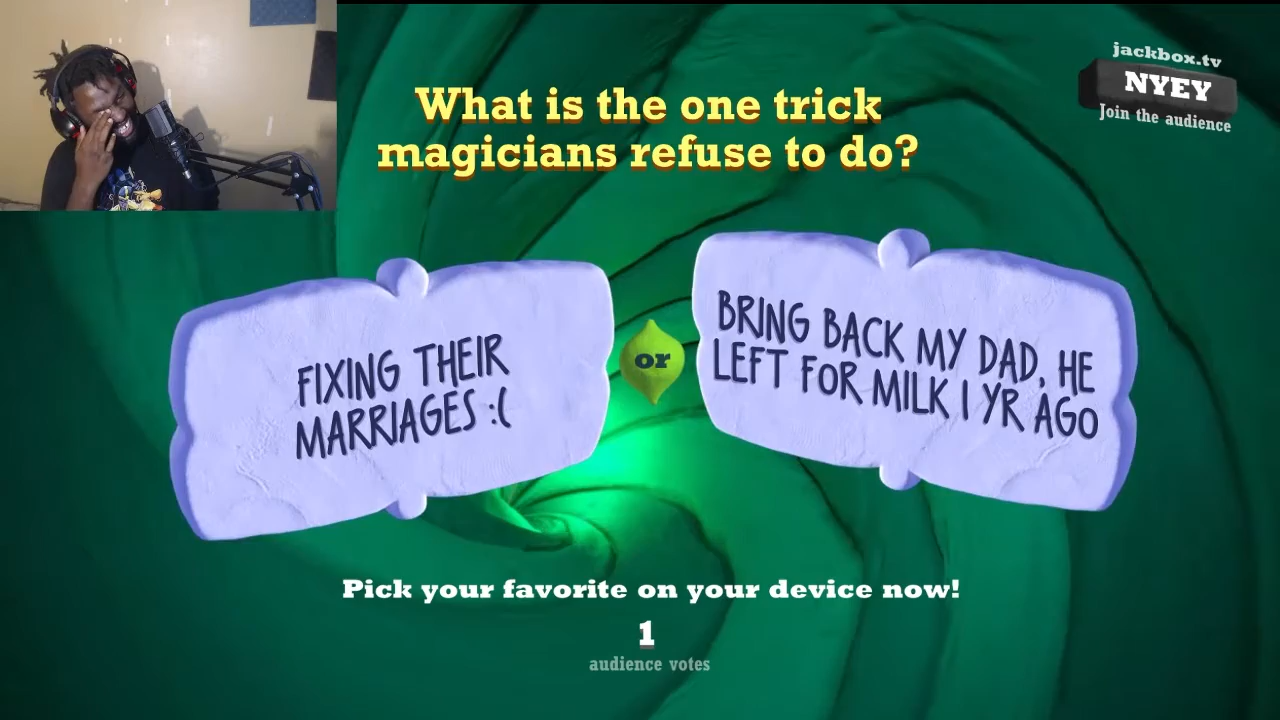 jackbox.tv
NYEY
Join the audience
What is the one trick
magicians refuse to do?
FIXING THEIR
MARRIAGES :(
or
BRING BACK MY DAD, HE
LEFT FOR MILK 1 YR AGO
Pick your favorite on your device now!
1
audience votes